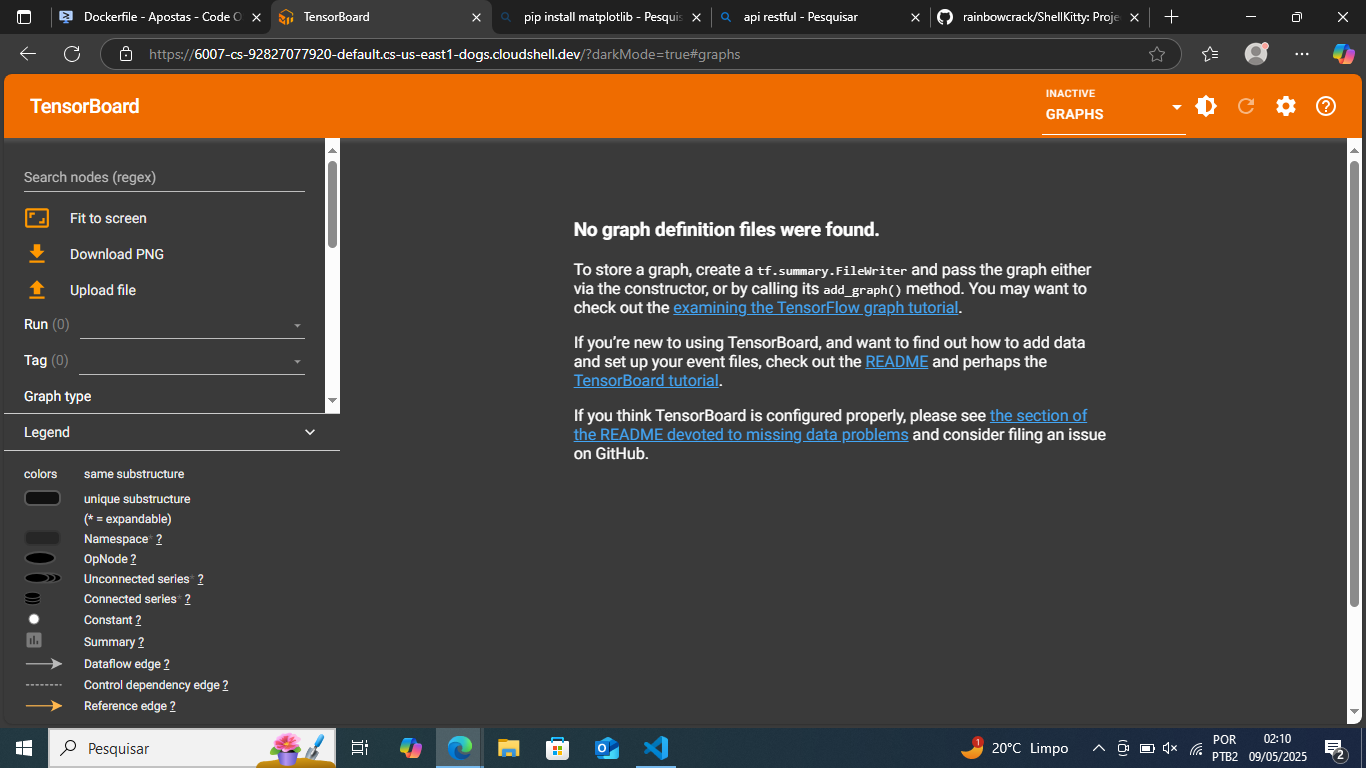 Dockerfile - Apostas - Code O
TensorBoard
pip install matplotlib - Pesquis
api restful - Pesquisar
rainbowcrack/ShellKitty: Proje
https://6007-cs-92827077920-default.cs-us-east1-dogs.cloudshell.dev/?darkMode=true#graphs
TensorBoard
INACTIVE
GRAPHS
Search nodes (regex)
Fit to screen
Download PNG
Upload file
Run (0)
Tag (0)
Graph type
Legend
colors same substructure
unique substructure
(* = expandable)
Namespace* ?
OpNode ?
Unconnected series* ?
Connected series* ?
Constant ?
Summary ?
Dataflow edge ?
Control dependency edge ?
Reference edge ?
No graph definition files were found.
To store a graph, create a tf.summary.FileWriter and pass the graph either
via the constructor, or by calling its add_graph() method. You may want to
check out the examining the TensorFlow graph tutorial.
If you're new to using TensorBoard, and want to find out how to add data
and set up your event files, check out the README and perhaps the
TensorBoard tutorial.
If you think TensorBoard is configured properly, please see the section of
the README devoted to missing data problems and consider filing an issue
on GitHub.
Pesquisar
1
20°C Limpo
POR
PTB2
02:10
09/05/2025
2